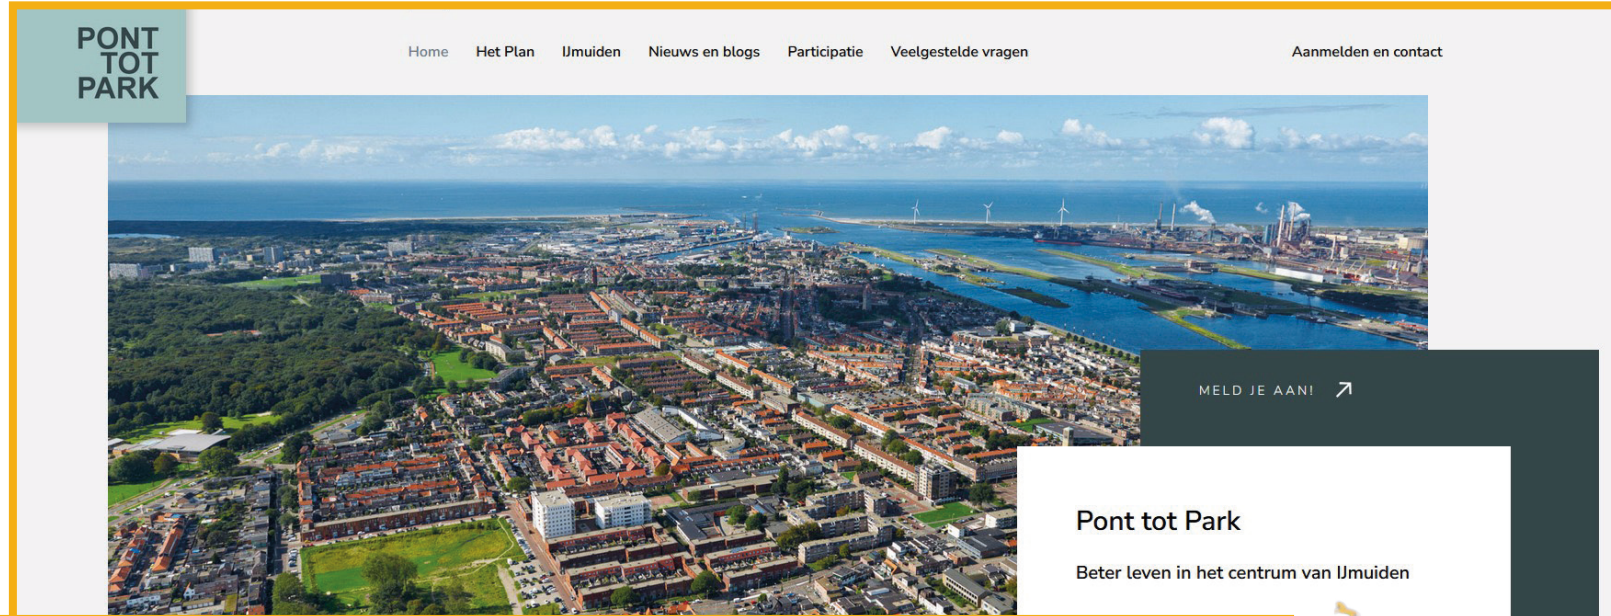 PONT
TOT
PARK
Home Het Plan IJmuiden Nieuws en blogs Participatie Veelgestelde vragen Aanmelden en contact
MELD JE AAN!
Pont tot Park
Beter leven in het centrum van IJmuiden